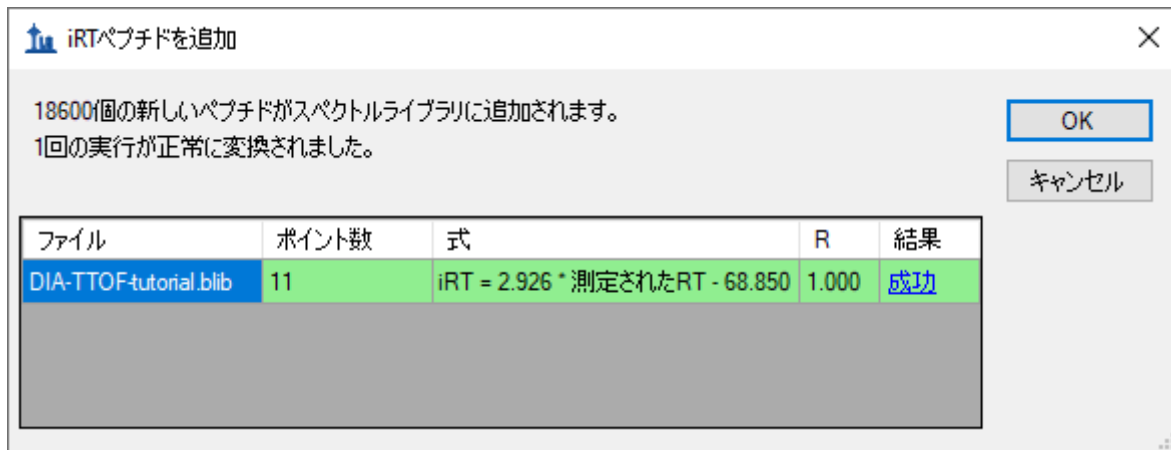 iRTペプチドを追加
18600個の新しいペプチドがスペクトルライブラリに追加されます。
1回の実行が正常に変換されました。
OK
キャンセル
ファイル ポイント数 式 R 結果
DIA-TTOF-tutorial.blib 11 iRT = 2.926 * 測定されたRT - 68.850 1.000 成功